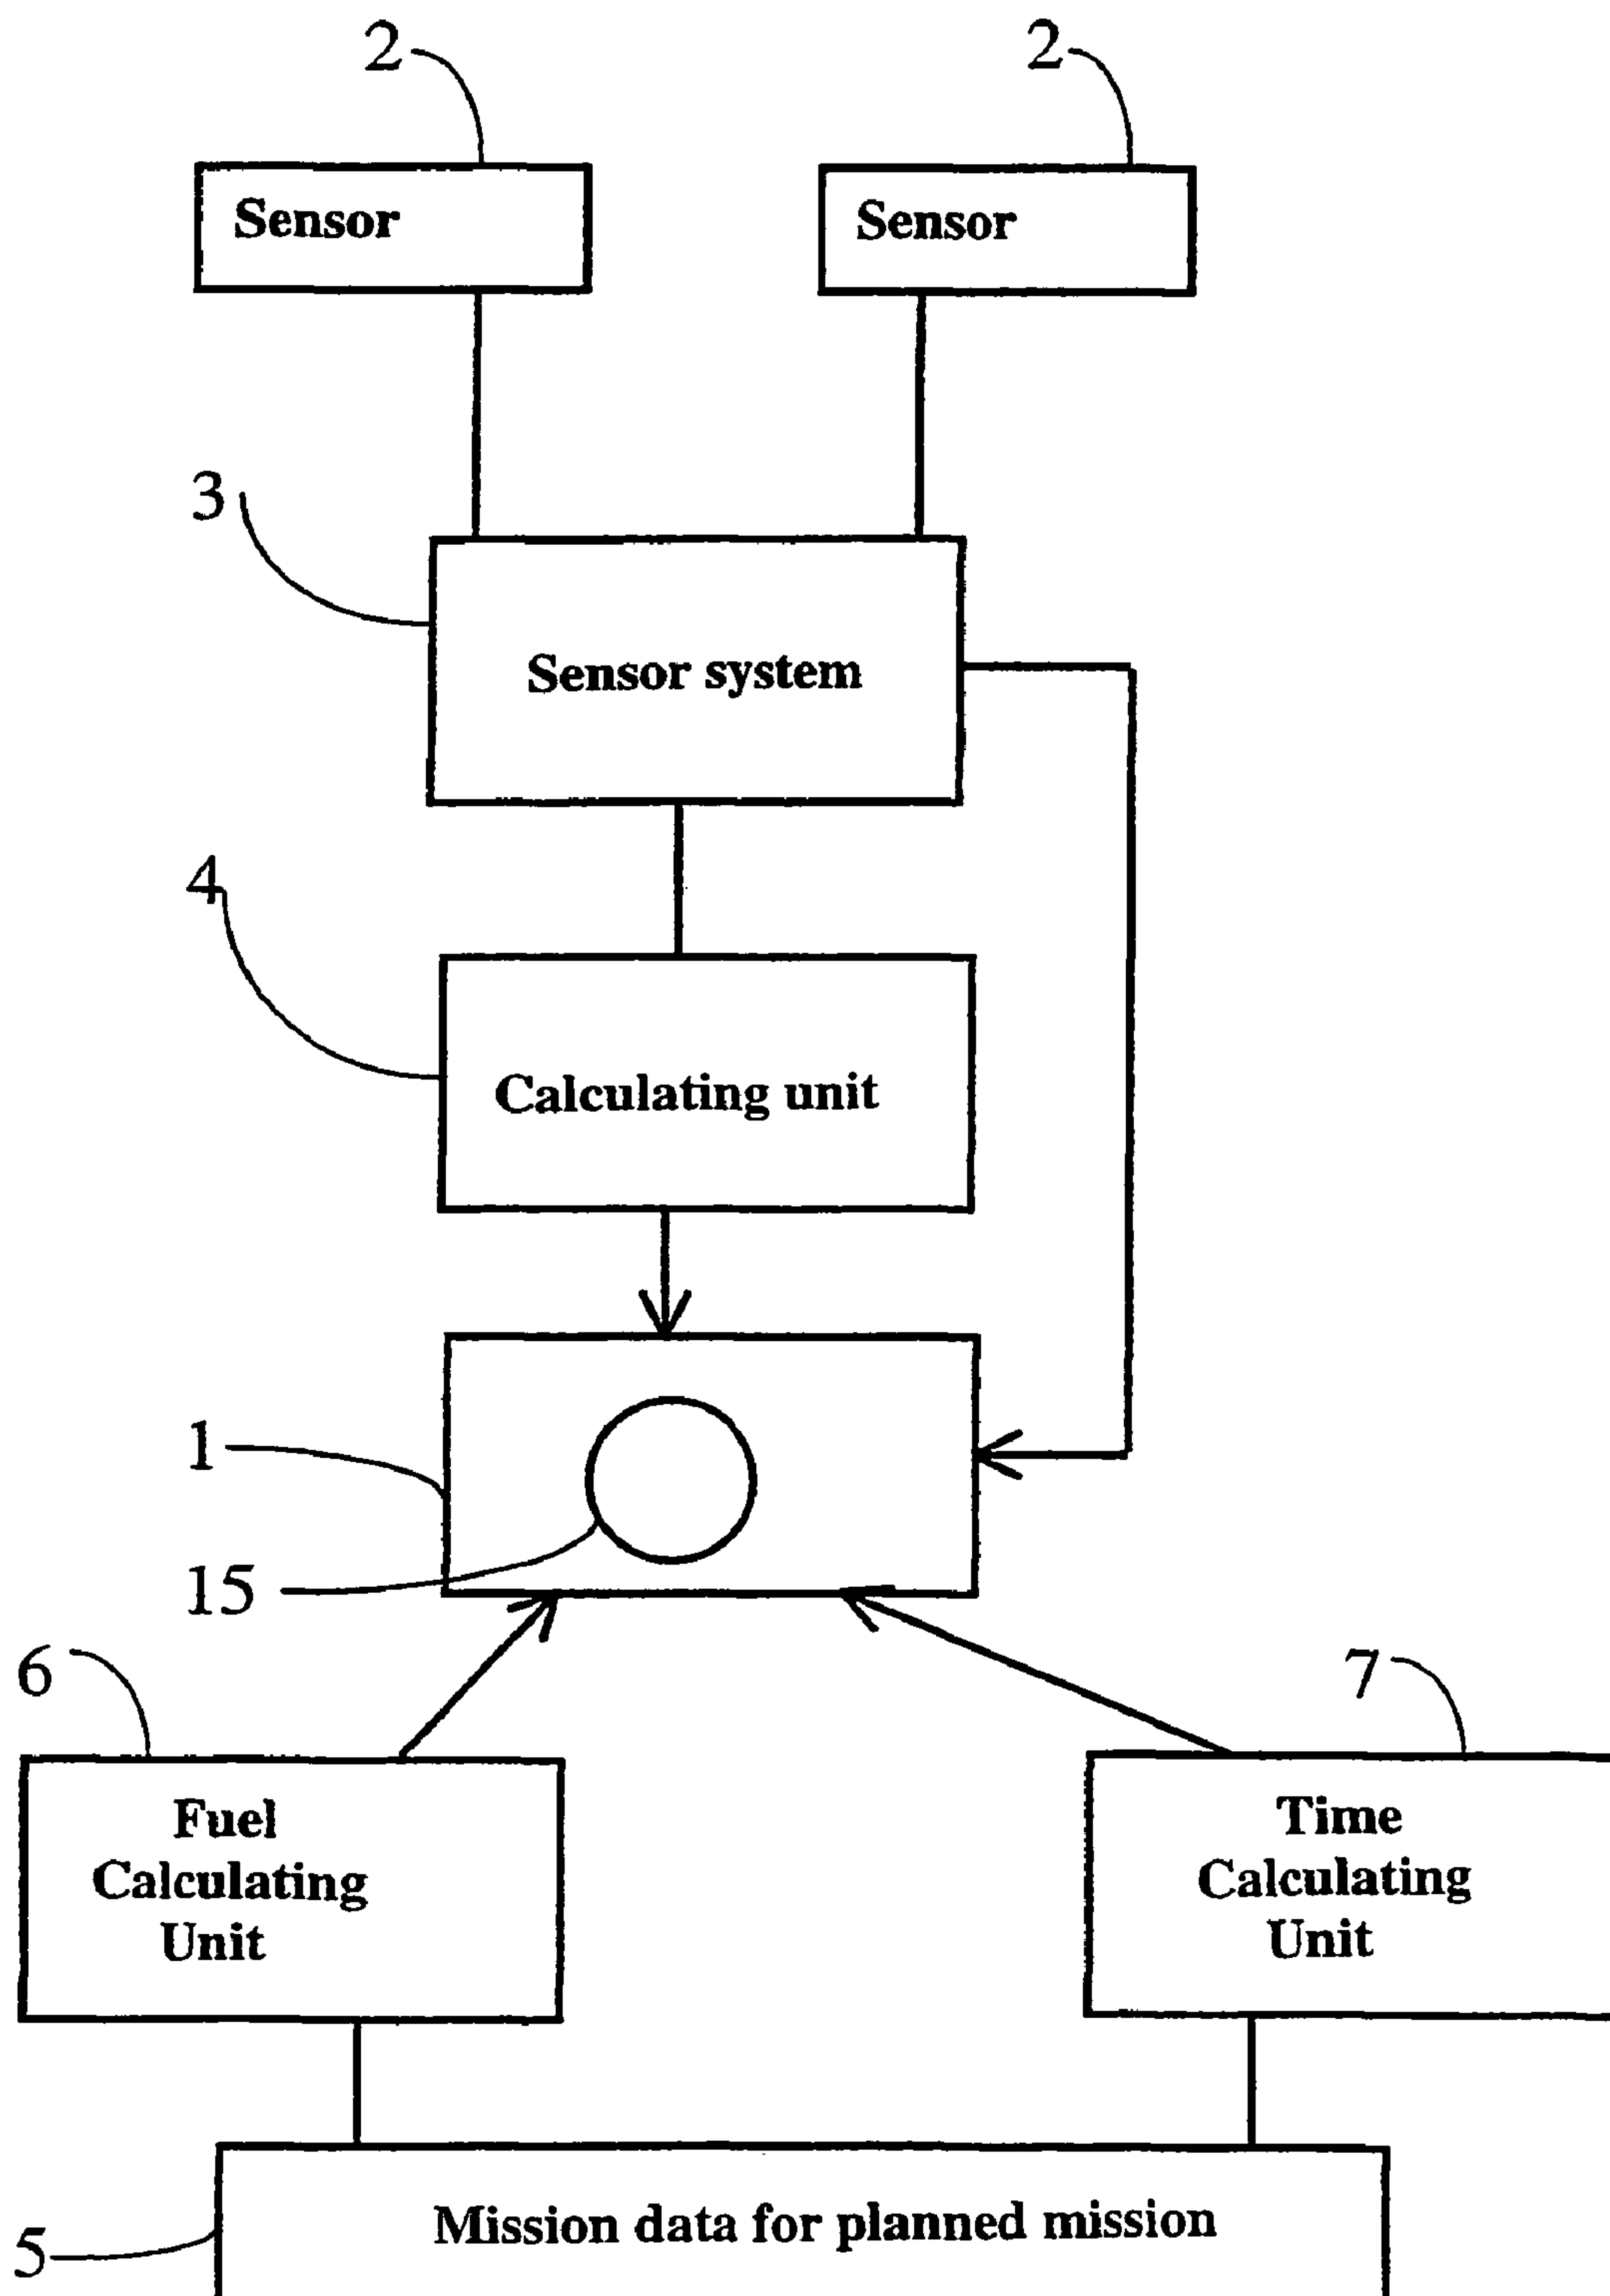 2
2
Sensor
Sensor
3
Sensor system
4
Calculating unit
1
15
6
7
Fuel
Calculating
Unit
Time
Calculating
Unit
Mission data for planned mission
5